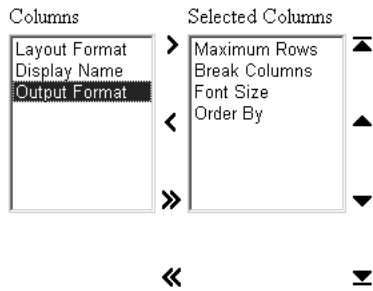 Columns
Layout Format
Display Name
Output Format
Selected Columns
Maximum Rows
Break Columns
Font Size
Order By